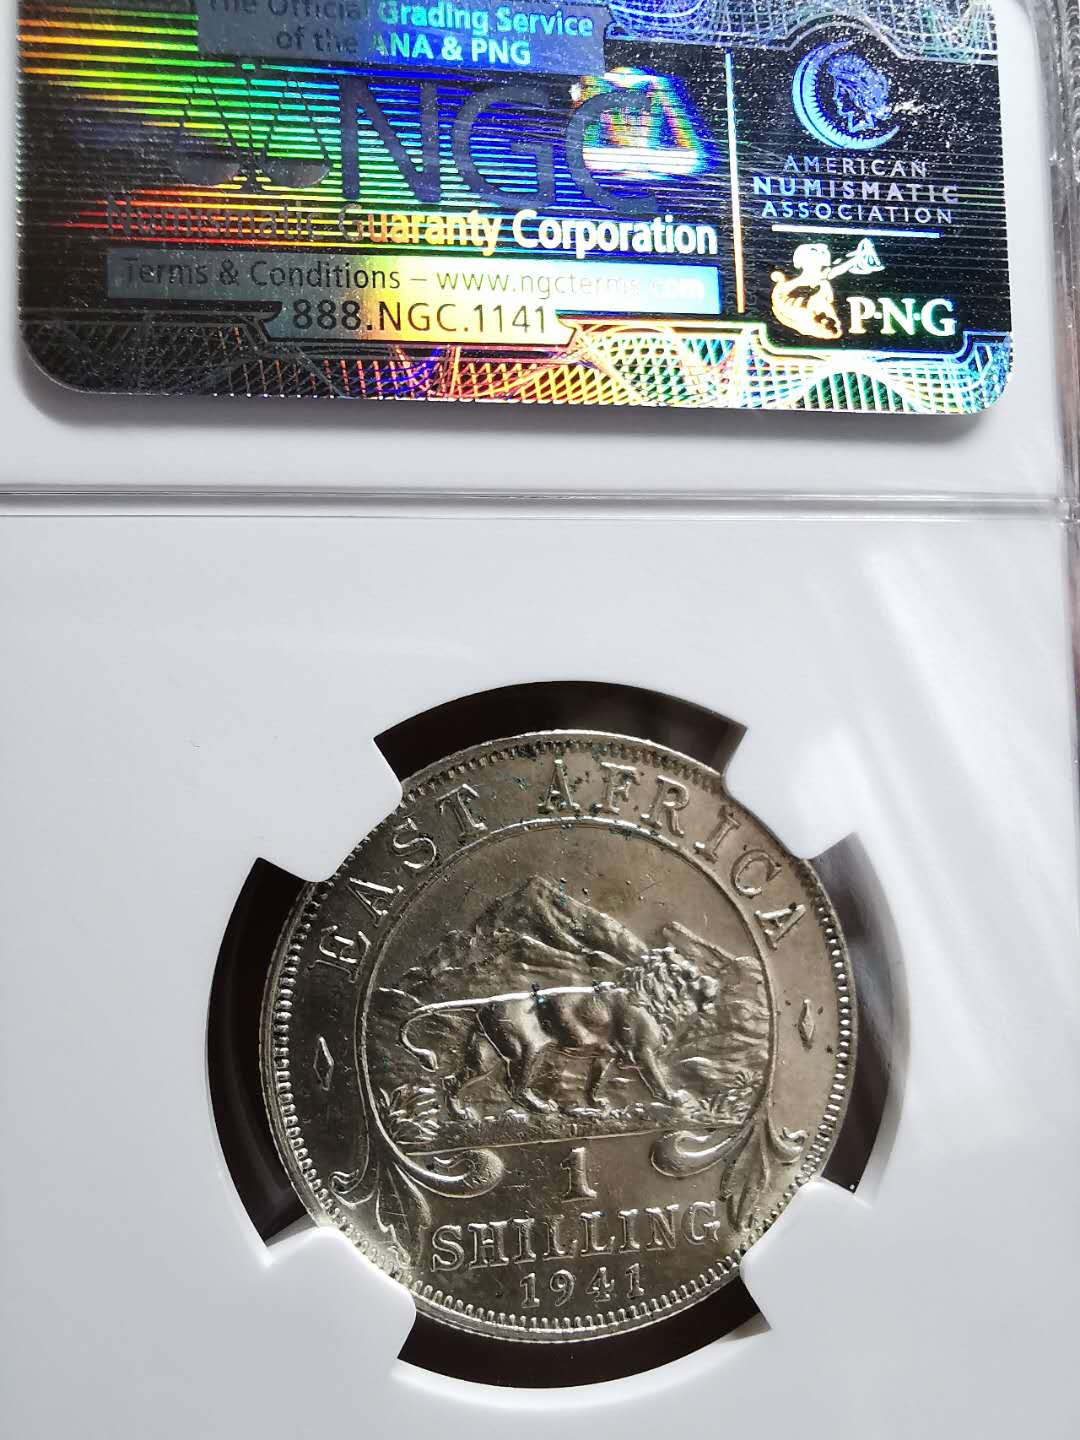 The Official Grading Service
of the ANA & PNG
NGC
Numismatic Guaranty Corporation
Terms & Conditions – www.ngcterms.com
888.NGC.1141
AMERICAN
NUMISMATIC
ASSOCIATION
P·N·G
EAST AFRICA
1
SHILLING
1941